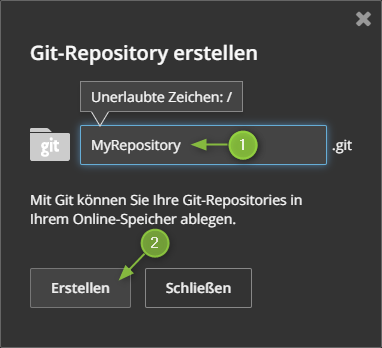 Git-Repository erstellen
Unerlaubte Zeichen: /
git
MyRepository
1
.git
Mit Git können Sie Ihre Git-Repositories in
Ihrem Online-Speicher ablegen.
2
Erstellen
Schließen